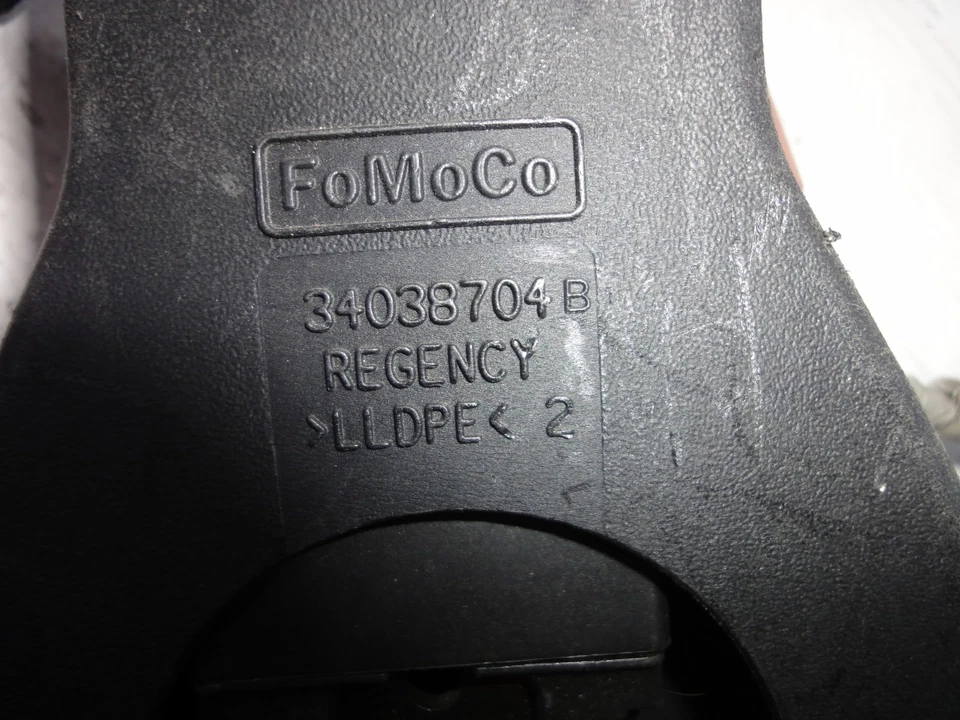 FoMoCo
34038704 B
REGENCY
>LLDPE< 2